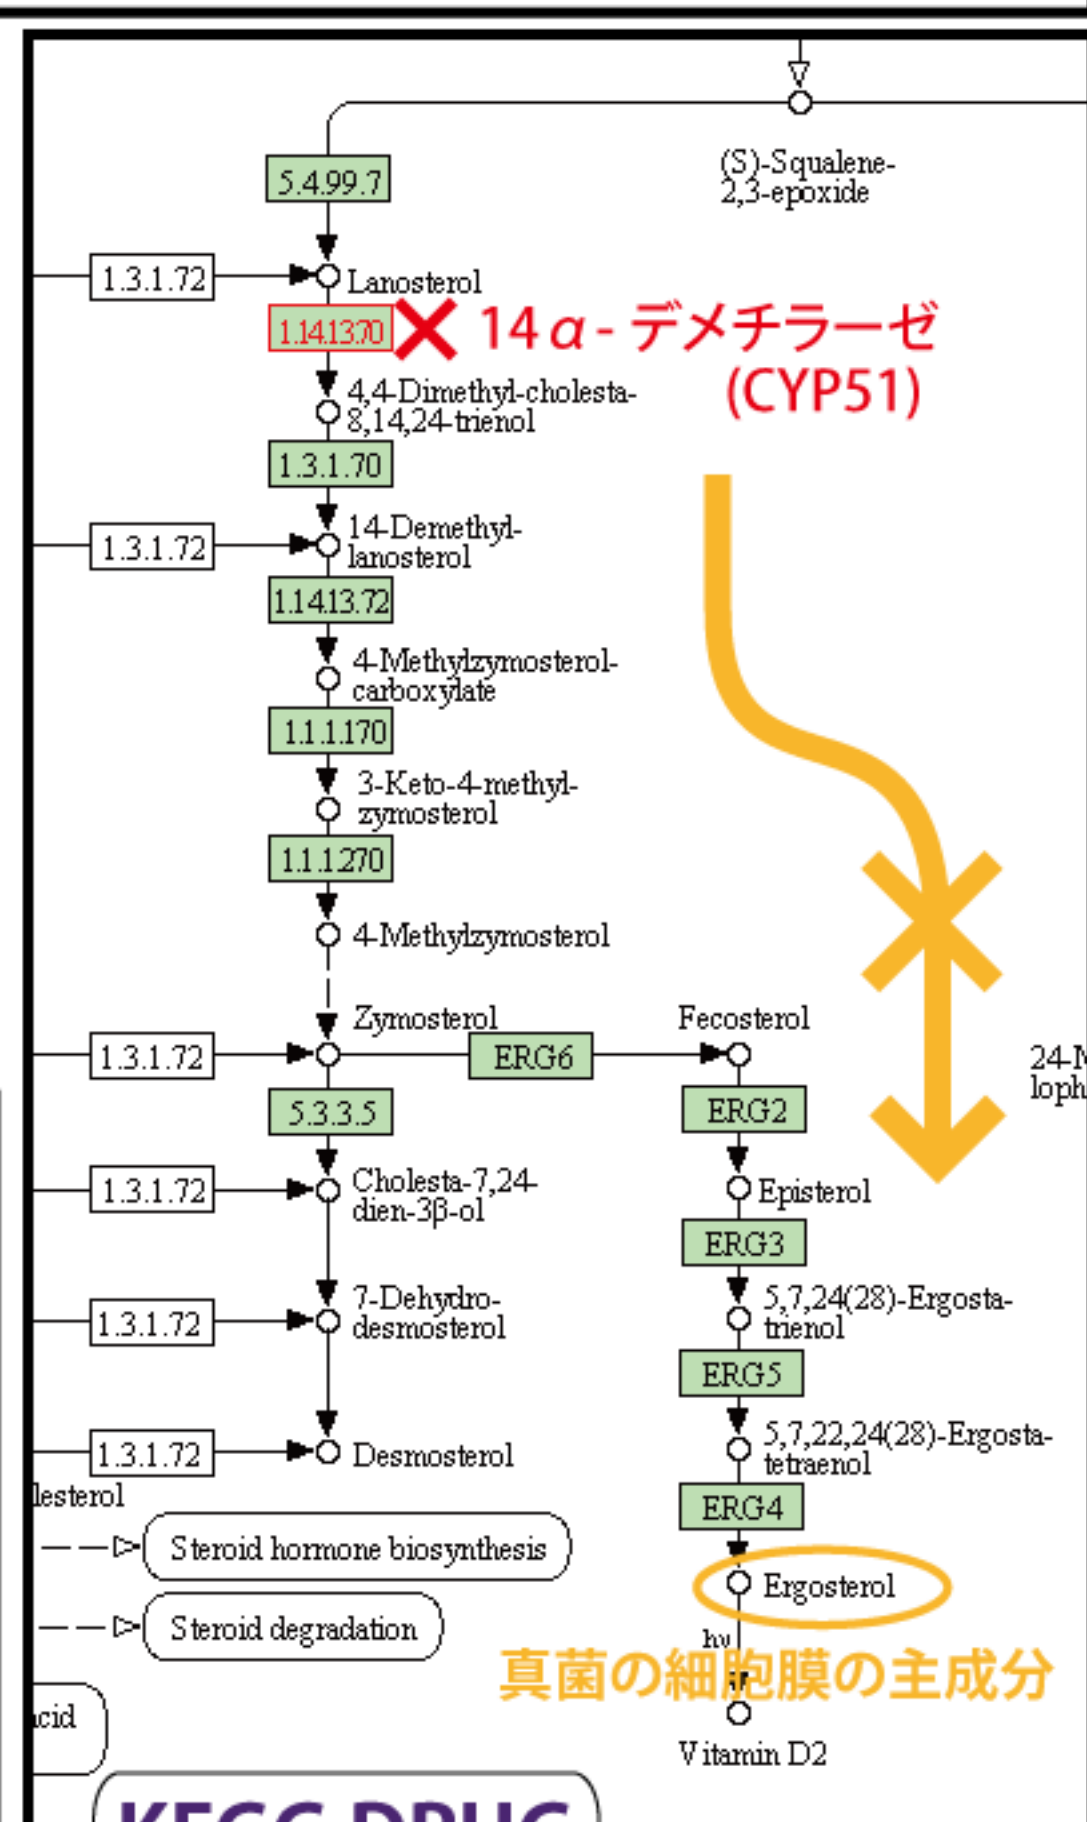 (S)-Squalene-
2,3-epoxide
5.4.99.7
1.3.1.72
Lanosterol
1.14.13.70
14α-デメチラーゼ
(CYP51)
4,4-Dimethyl-cholesta-
8,14,24-trienol
1.3.1.70
1.3.1.72
14-Demethyl-
lanosterol
1.14.13.72
4-Methylzymosterol-
carboxylate
1.1.1.170
3-Keto-4-methyl-
zymosterol
1.1.1.270
4-Methylzymosterol
Zymosterol
Fecosterol
1.3.1.72
ERG6
24-
loph
5.3.3.5
ERG2
1.3.1.72
Cholesta-7,24-
dien-3β-ol
Episterol
ERG3
1.3.1.72
7-Dehydro-
desmosterol
5,7,24(28)-Ergosta-
trienol
ERG5
1.3.1.72
Desmosterol
5,7,22,24(28)-Ergosta-
tetraenol
lesterol
ERG4
Steroid hormone biosynthesis
Ergosterol
Steroid degradation
hν
真菌の細胞膜の主成分
cid
Vitamin D2
KEGG DRUG